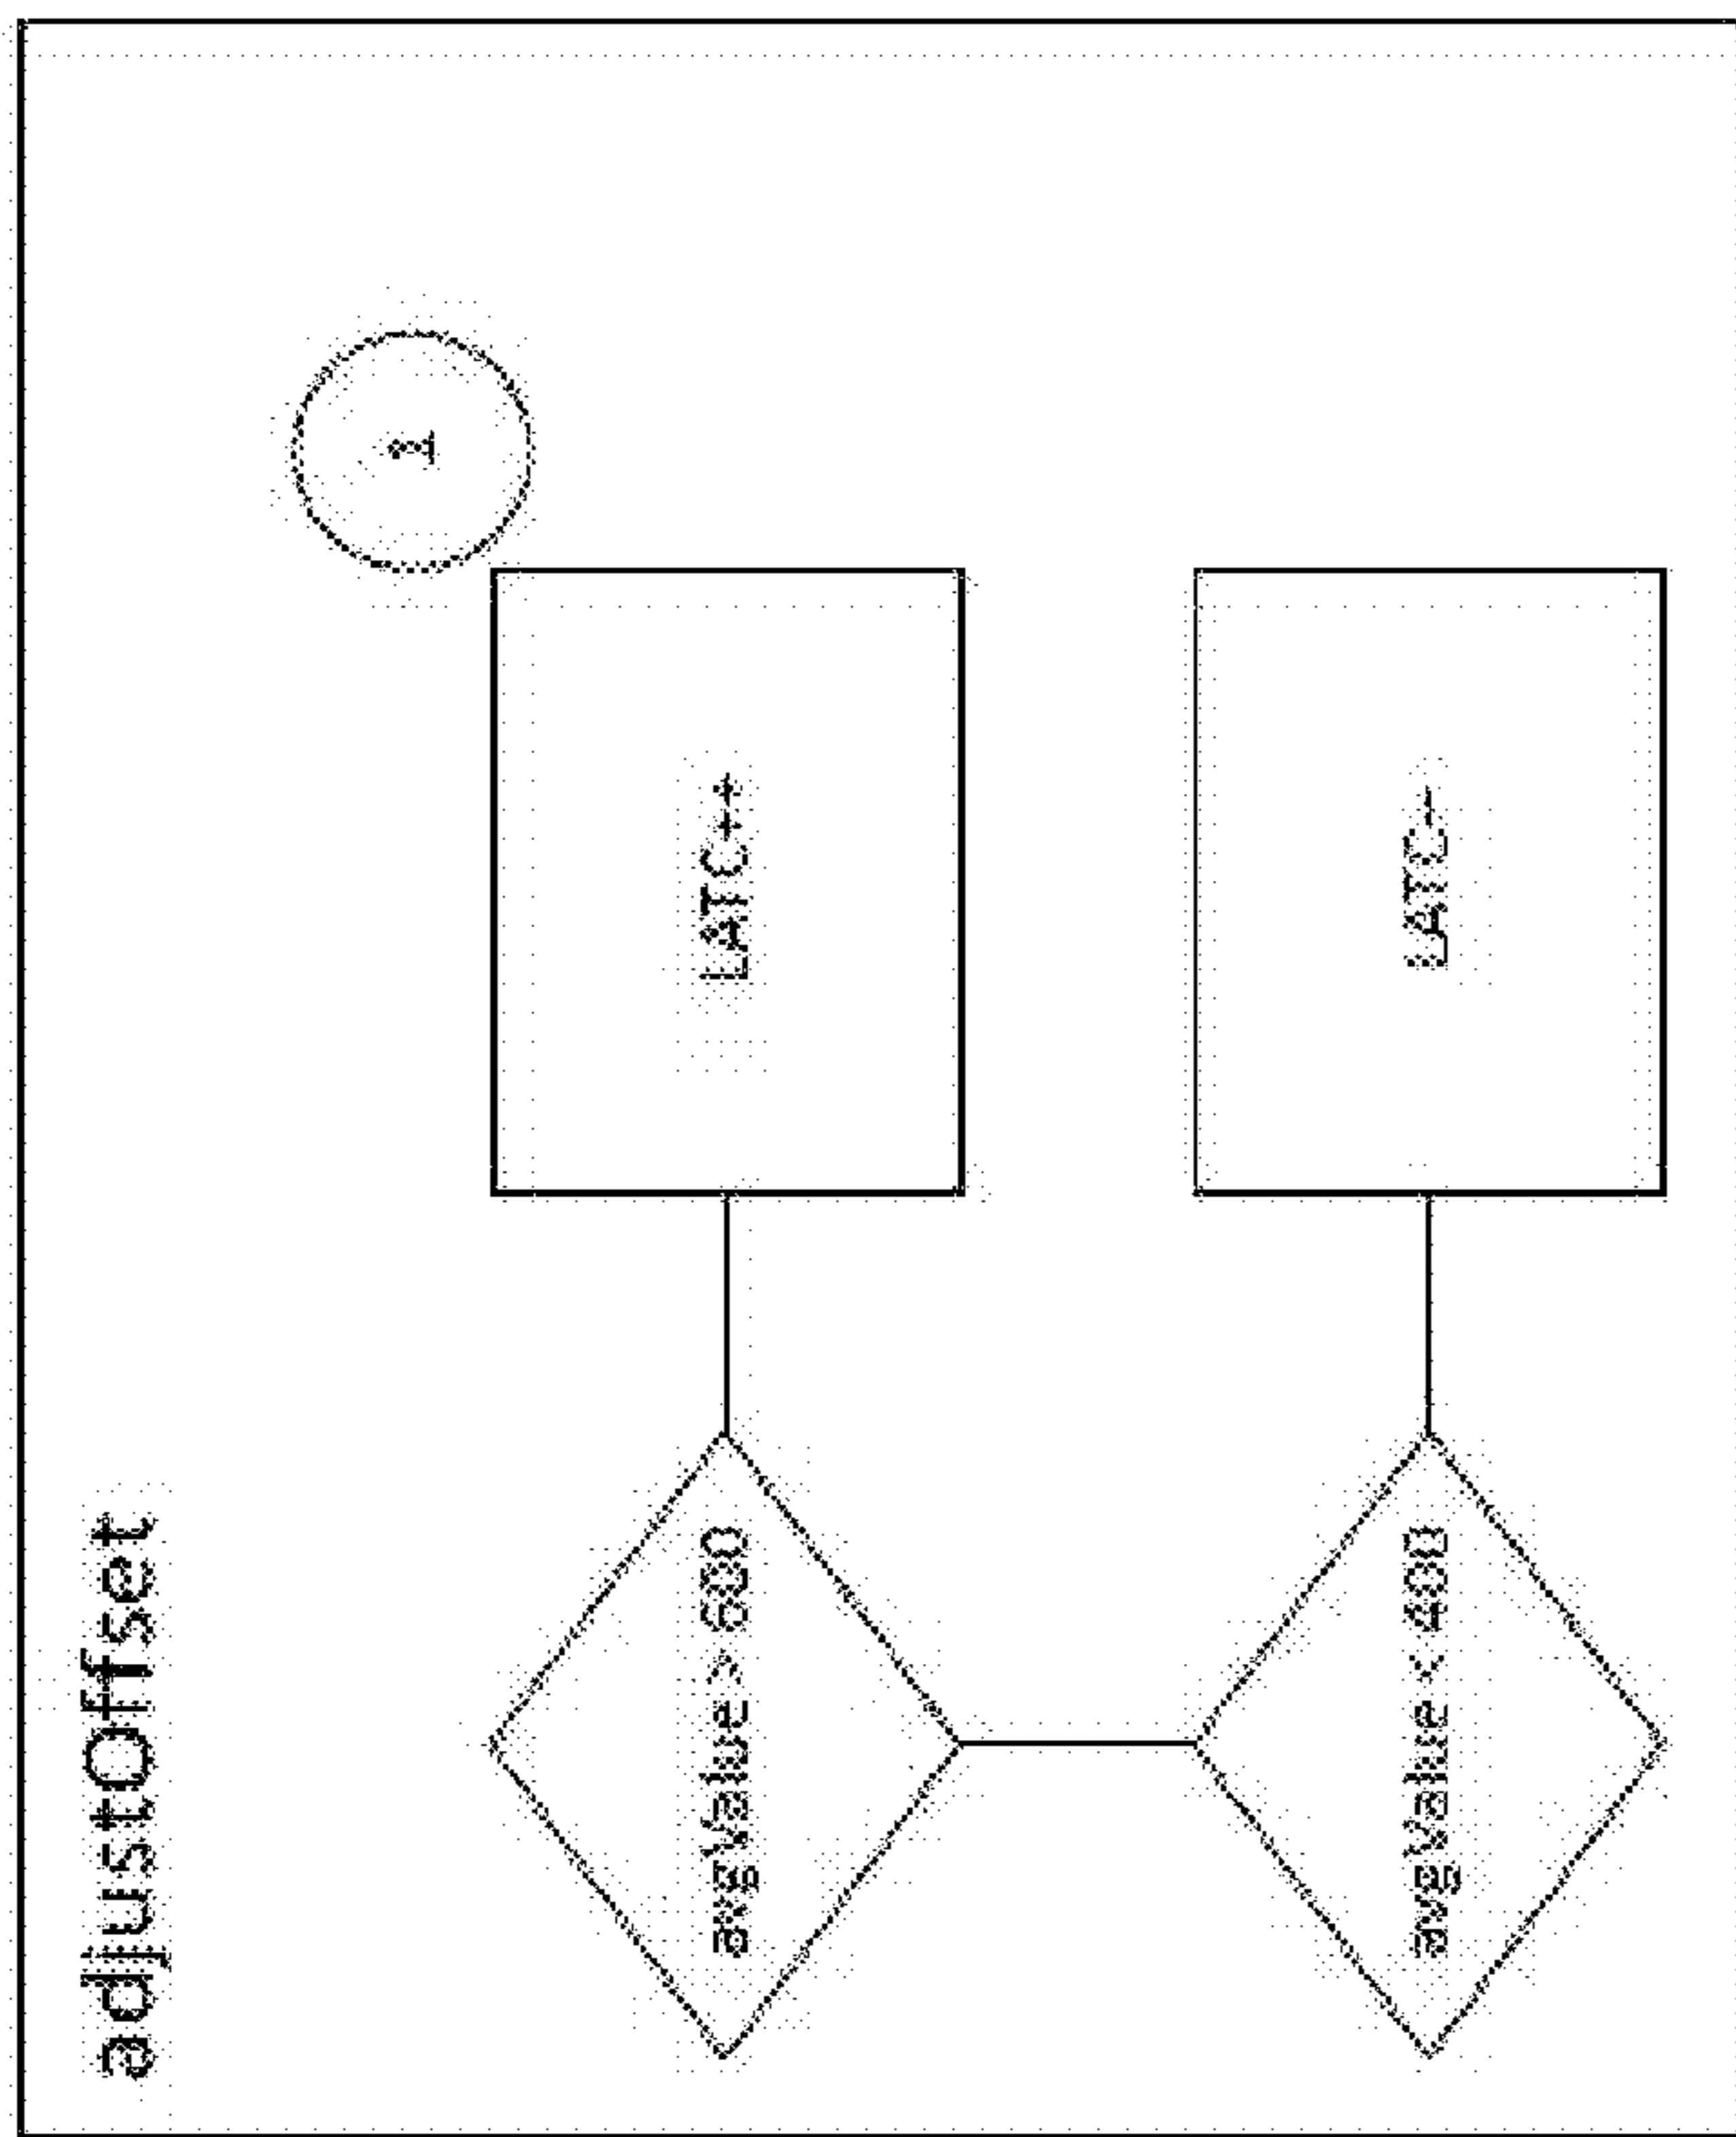 adjustOffset
1
avgValue > 600
LATC++
avgValue < 400
LATC–